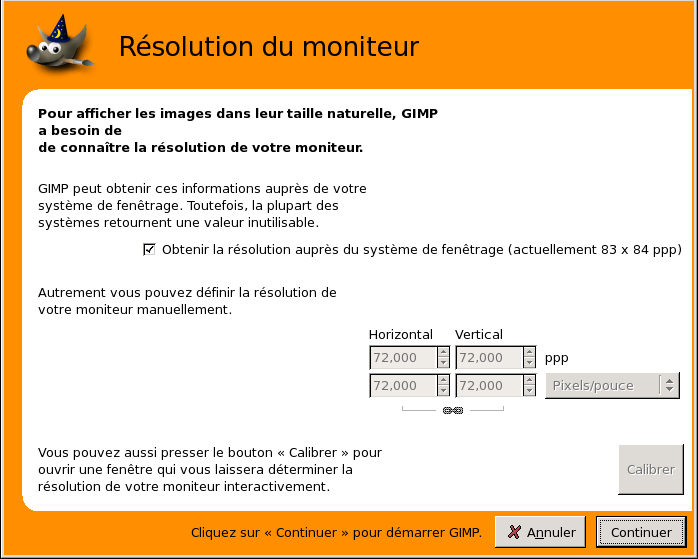 Résolution du moniteur
Pour afficher les images dans leur taille naturelle, GIMP
a besoin de
de connaître la résolution de votre moniteur.
GIMP peut obtenir ces informations auprès de votre
système de fenêtrage. Toutefois, la plupart des
systèmes retournent une valeur inutilisable.
Obtenir la résolution auprès du système de fenêtrage (actuellement 83 x 84 ppp)
Autrement vous pouvez définir la résolution de
votre moniteur manuellement.
Horizontal Vertical
72,000 72,000 ppp
72,000 72,000 Pixels/pouce
Vous pouvez aussi presser le bouton « Calibrer » pour
ouvrir une fenêtre qui vous laissera déterminer la
résolution de votre moniteur interactivement.
Calibrer
Cliquez sur « Continuer » pour démarrer GIMP. Annuler Continuer